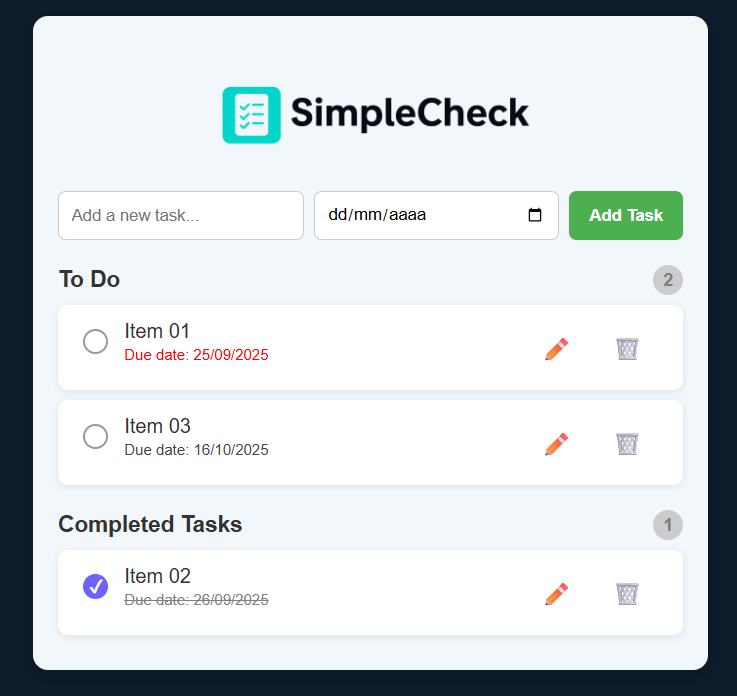 SimpleCheck
Add a new task... dd/mm/aaaa Add Task
To Do 2
Item 01
Due date: 25/09/2025
Item 03
Due date: 16/10/2025
Completed Tasks 1
Item 02
Due date: 26/09/2025